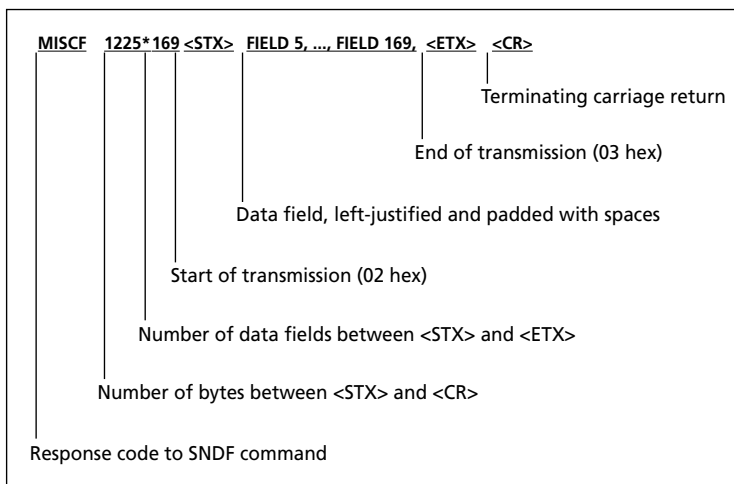 MISCF 1225*169 <STX> FIELD 5, ..., FIELD 169, <ETX> <CR>
Terminating carriage return
End of transmission (03 hex)
Data field, left-justified and padded with spaces
Start of transmission (02 hex)
Number of data fields between <STX> and <ETX>
Number of bytes between <STX> and <CR>
Response code to SNDF command